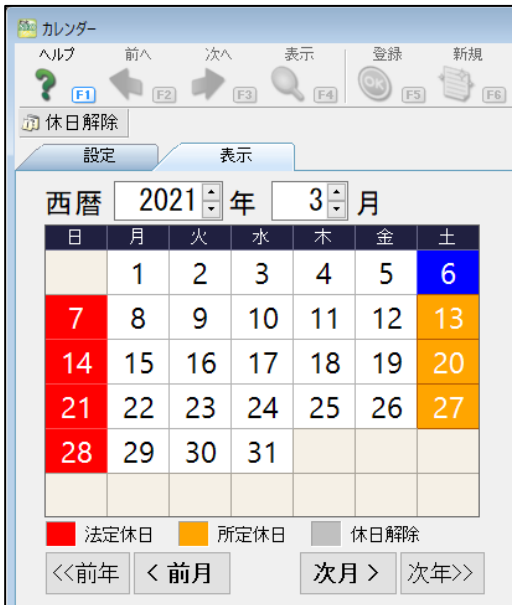 カレンダー
ヘルプ 前へ 次へ 表示 登録 新規
F1 F2 F3 F4 OK F5 F6
休日解除
設定 表示
西暦 2021 年 3 月
日 月 火 水 木 金 土
1 2 3 4 5 6
7 8 9 10 11 12 13
14 15 16 17 18 19 20
21 22 23 24 25 26 27
28 29 30 31
法定休日 所定休日 休日解除
<<前年 < 前月 次月 > 次年>>